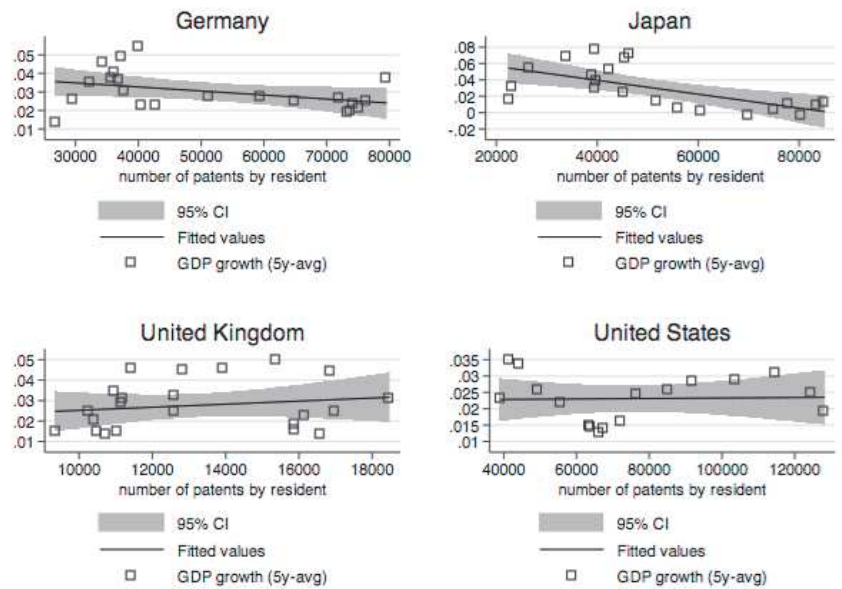 Germany
.05
.04
.03
.02
.01
30000 40000 50000 60000 70000 80000
number of patents by resident
95% CI
Fitted values
GDP growth (5y-avg)
Japan
.08
.06
.04
.02
0
-.02
20000 40000 60000 80000
number of patents by resident
95% CI
Fitted values
GDP growth (5y-avg)
United Kingdom
.05
.04
.03
.02
.01
10000 12000 14000 16000 18000
number of patents by resident
95% CI
Fitted values
GDP growth (5y-avg)
United States
.035
.03
.025
.02
.015
.01
40000 60000 80000 100000 120000
number of patents by resident
95% CI
Fitted values
GDP growth (5y-avg)